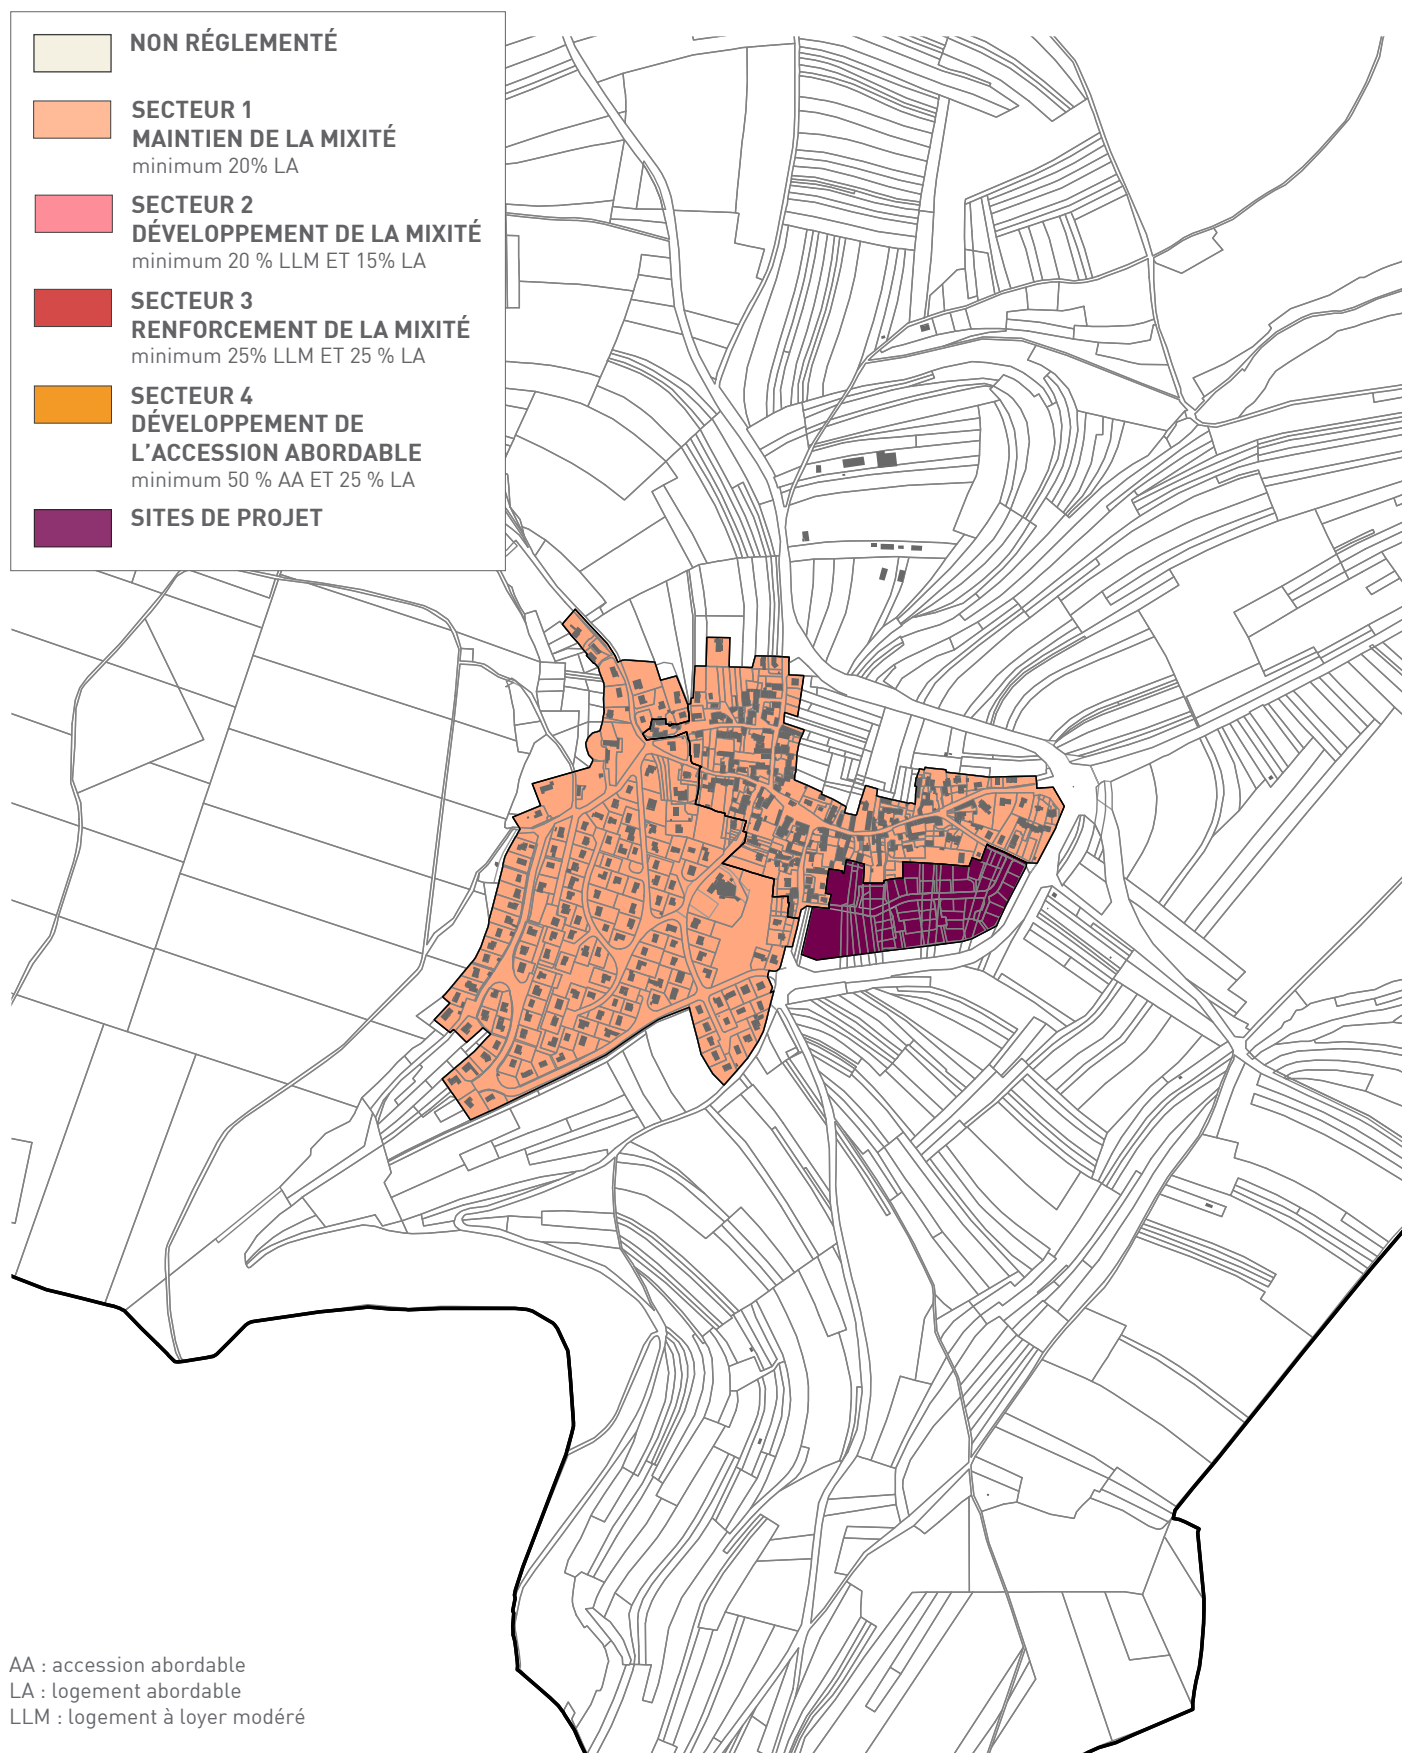 NON RÉGLEMENTÉ
SECTEUR 1
MAINTIEN DE LA MIXITÉ
minimum 20% LA
SECTEUR 2
DÉVELOPPEMENT DE LA MIXITÉ
minimum 20 % LLM ET 15% LA
SECTEUR 3
RENFORCEMENT DE LA MIXITÉ
minimum 25% LLM ET 25 % LA
SECTEUR 4
DÉVELOPPEMENT DE
L’ACCESSION ABORDABLE
minimum 50 % AA ET 25 % LA
SITES DE PROJET
AA : accession abordable
LA : logement abordable
LLM : logement à loyer modéré